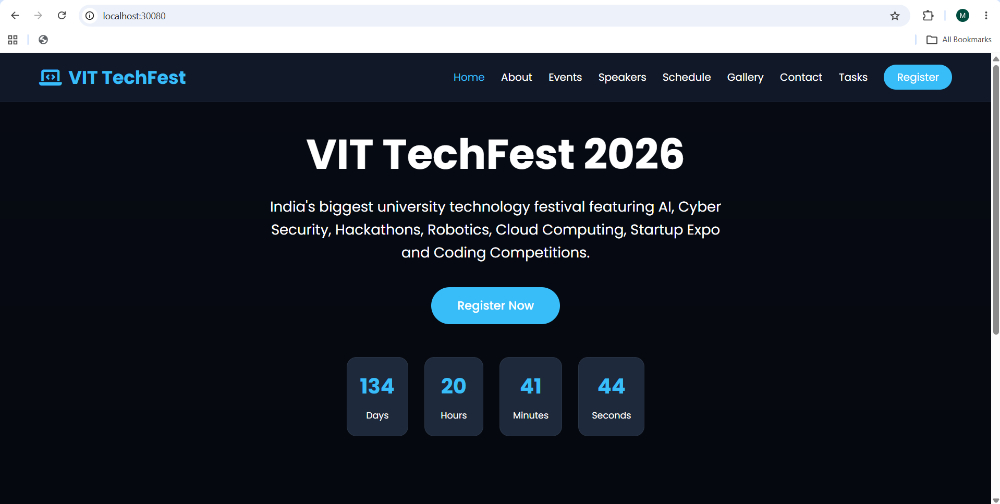 localhost:30080
M
All Bookmarks
VIT TechFest
Home About Events Speakers Schedule Gallery Contact Tasks Register
VIT TechFest 2026
India's biggest university technology festival featuring AI, Cyber
Security, Hackathons, Robotics, Cloud Computing, Startup Expo
and Coding Competitions.
Register Now
134 20 41 44
Days Hours Minutes Seconds